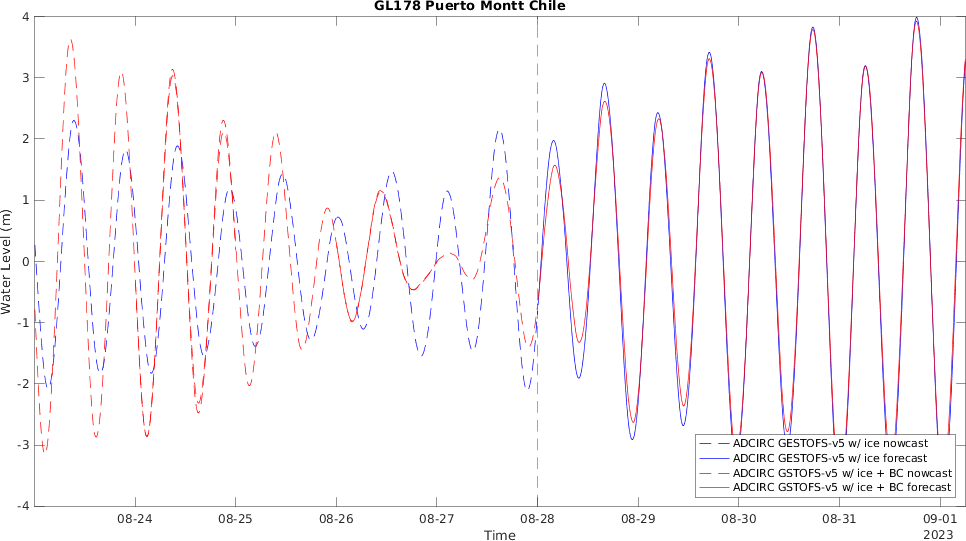 GL178 Puerto Montt Chile
4
3
2
1
0
-1
-2
-3
-4
Water Level (m)
ADCIRC GESTOFS-v5 w/ ice nowcast
ADCIRC GESTOFS-v5 w/ ice forecast
ADCIRC GSTOFS-v5 w/ ice + BC nowcast
ADCIRC GSTOFS-v5 w/ ice + BC forecast
08-24 08-25 08-26 08-27 08-28 08-29 08-30 08-31 09-01
Time 2023